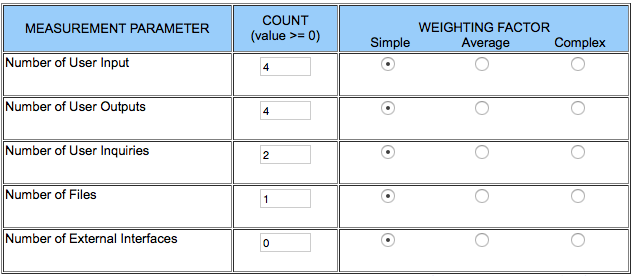 MEASUREMENT PARAMETER
COUNT
(value >= 0)
WEIGHTING FACTOR
Simple Average Complex
Number of User Input 4
Number of User Outputs 4
Number of User Inquiries 2
Number of Files 1
Number of External Interfaces 0